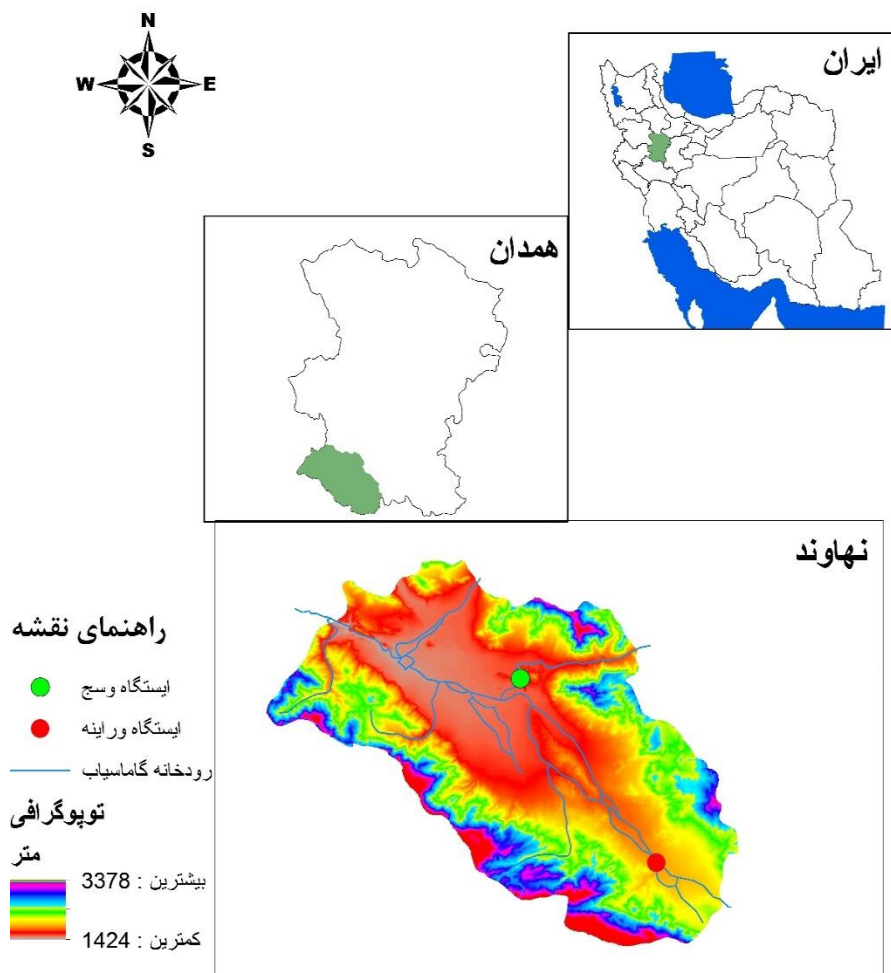 N
W E
S
ایران
همدان
نهاوند
راهنمای نقشه
ایستگاه وسج
ایستگاه وراینه
رودخانه گاماسیاب
توپوگرافی
متر
بیشترین : 3378
کمترین : 1424